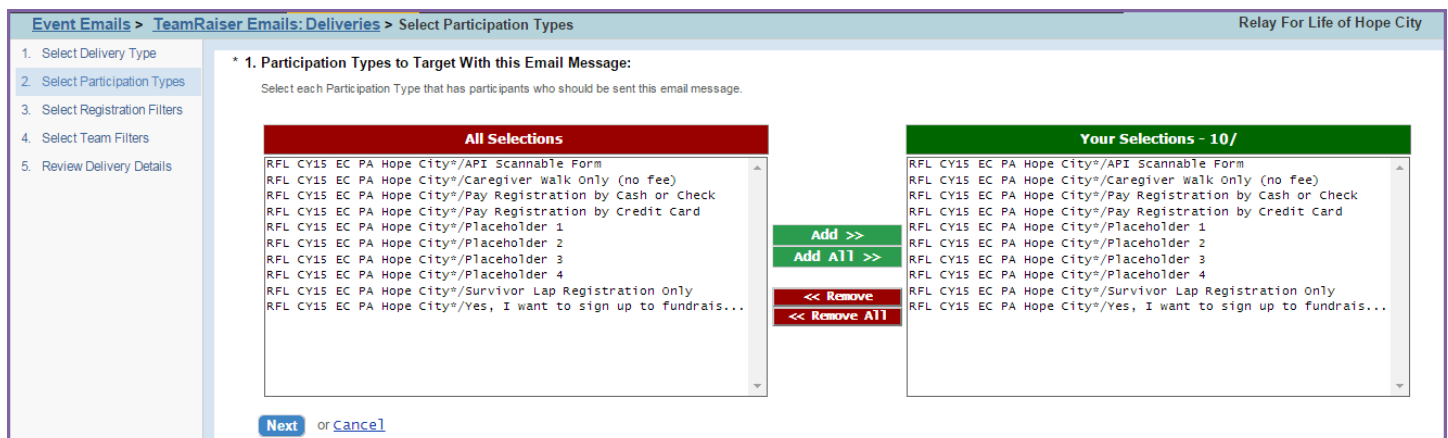 Event Emails > TeamRaiser Emails: Deliveries > Select Participation Types
Relay For Life of Hope City
1. Select Delivery Type
2. Select Participation Types
3. Select Registration Filters
4. Select Team Filters
5. Review Delivery Details
* 1. Participation Types to Target With this Email Message:
Select each Participation Type that has participants who should be sent this email message.
All Selections
RFL CY15 EC PA Hope City*/API Scannable Form
RFL CY15 EC PA Hope City*/Caregiver Walk Only (no fee)
RFL CY15 EC PA Hope City*/Pay Registration by Cash or Check
RFL CY15 EC PA Hope City*/Pay Registration by Credit Card
RFL CY15 EC PA Hope City*/Placeholder 1
RFL CY15 EC PA Hope City*/Placeholder 2
RFL CY15 EC PA Hope City*/Placeholder 3
RFL CY15 EC PA Hope City*/Placeholder 4
RFL CY15 EC PA Hope City*/Survivor Lap Registration Only
RFL CY15 EC PA Hope City*/Yes, I want to sign up to fundrais...
Add >>
Add All >>
<< Remove
<< Remove All
Your Selections - 10/
RFL CY15 EC PA Hope City*/API Scannable Form
RFL CY15 EC PA Hope City*/Caregiver Walk Only (no fee)
RFL CY15 EC PA Hope City*/Pay Registration by Cash or Check
RFL CY15 EC PA Hope City*/Pay Registration by Credit Card
RFL CY15 EC PA Hope City*/Placeholder 1
RFL CY15 EC PA Hope City*/Placeholder 2
RFL CY15 EC PA Hope City*/Placeholder 3
RFL CY15 EC PA Hope City*/Placeholder 4
RFL CY15 EC PA Hope City*/Survivor Lap Registration Only
RFL CY15 EC PA Hope City*/Yes, I want to sign up to fundrais...
Next or Cancel